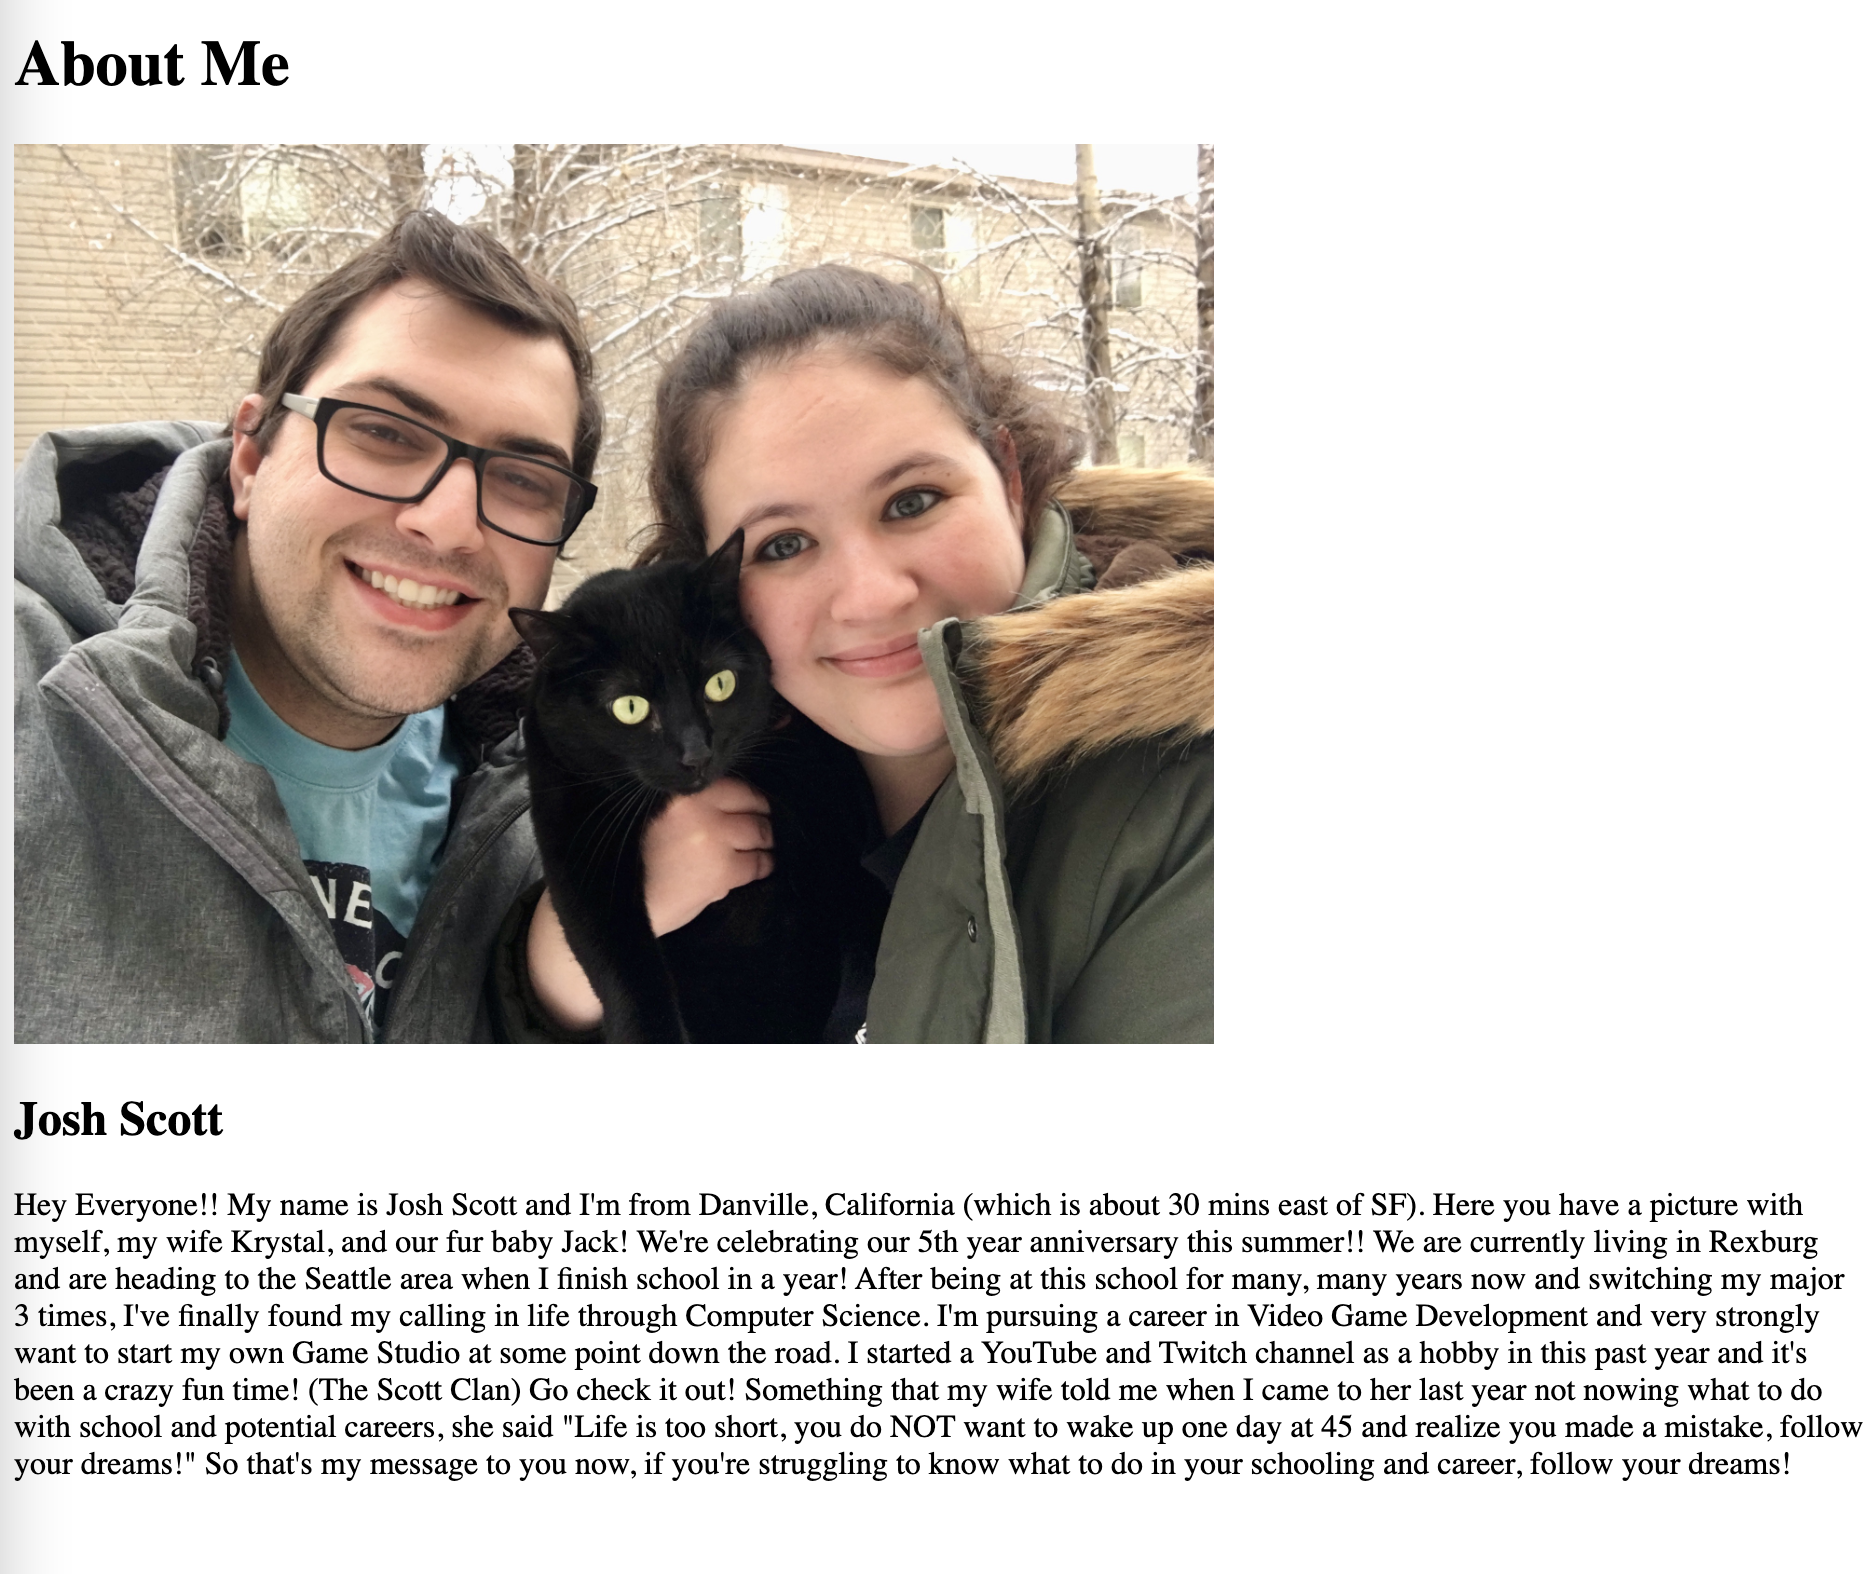 About Me
NE
C
Josh Scott
Hey Everyone!! My name is Josh Scott and I'm from Danville, California (which is about 30 mins east of SF). Here you have a picture with
myself, my wife Krystal, and our fur baby Jack! We're celebrating our 5th year anniversary this summer!! We are currently living in Rexburg
and are heading to the Seattle area when I finish school in a year! After being at this school for many, many years now and switching my major
3 times, I've finally found my calling in life through Computer Science. I'm pursuing a career in Video Game Development and very strongly
want to start my own Game Studio at some point down the road. I started a YouTube and Twitch channel as a hobby in this past year and it's
been a crazy fun time! (The Scott Clan) Go check it out! Something that my wife told me when I came to her last year not nowing what to do
with school and potential careers, she said "Life is too short, you do NOT want to wake up one day at 45 and realize you made a mistake, follow
your dreams!" So that's my message to you now, if you're struggling to know what to do in your schooling and career, follow your dreams!